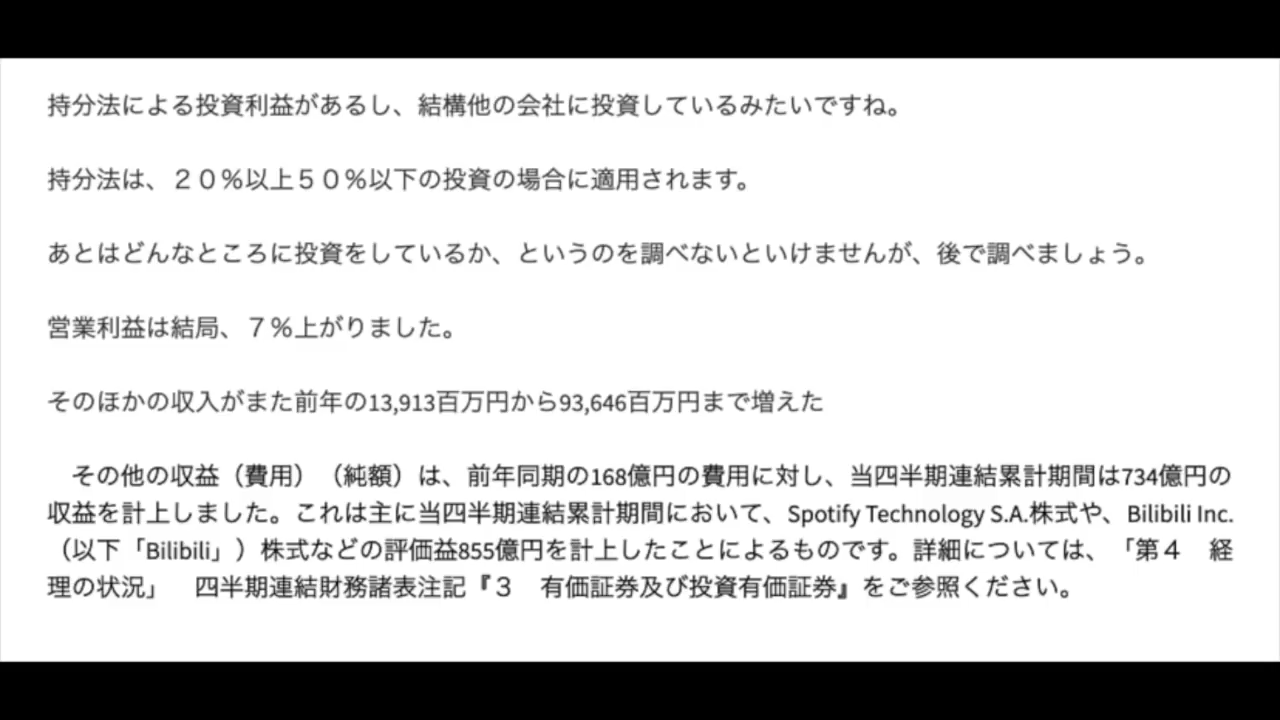 持分法による投資利益があるし、結構他の会社に投資しているみたいですね。
持分法は、２０％以上５０％以下の投資の場合に適用されます。
あとはどんなところに投資をしているか、というのを調べないといけませんが、後で調べましょう。
営業利益は結局、７％上がりました。
そのほかの収入がまた前年の13,913百万円から93,646百万円まで増えた
　その他の収益（費用）（純額）は、前年同期の168億円の費用に対し、当四半期連結累計期間は734億円の
収益を計上しました。これは主に当四半期連結累計期間において、Spotify Technology S.A.株式や、Bilibili Inc.
（以下「Bilibili」）株式などの評価益855億円を計上したことによるものです。詳細については、「第４　経
理の状況」　四半期連結財務諸表注記『３　有価証券及び投資有価証券』をご参照ください。